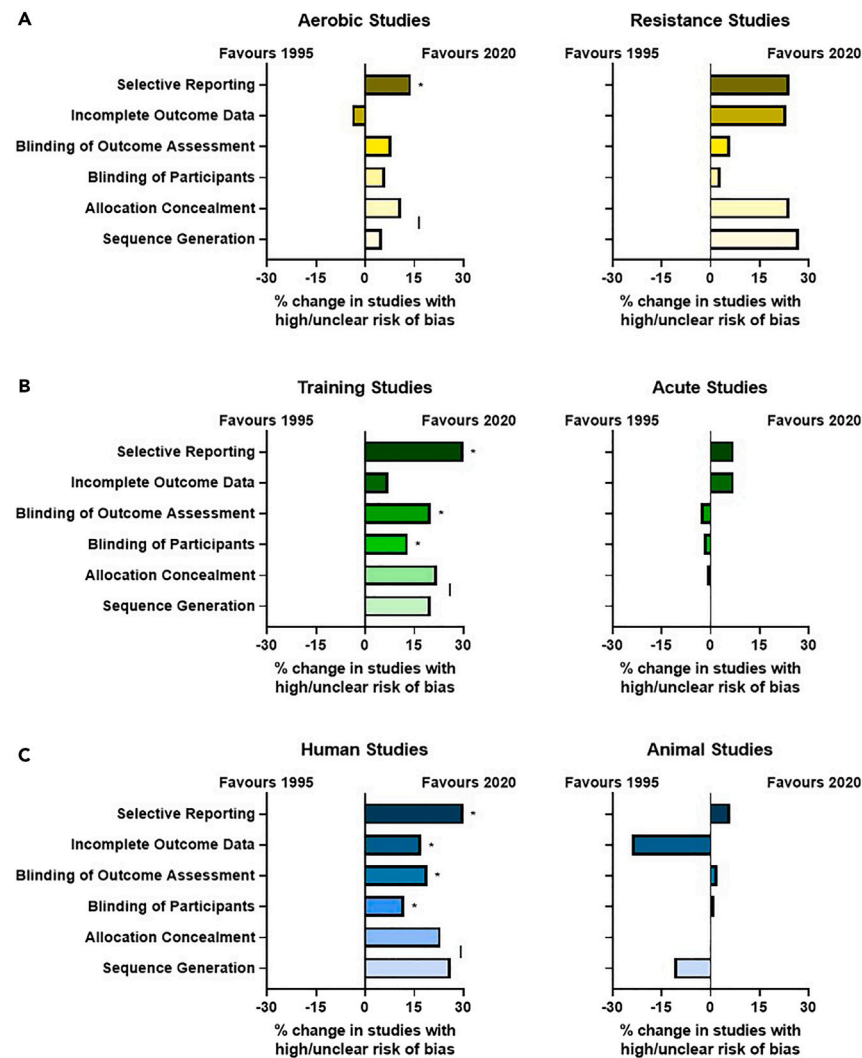 A
Aerobic Studies
Resistance Studies
Favours 1995
Favours 2020
Favours 1995
Favours 2020
Selective Reporting
*
Incomplete Outcome Data
Blinding of Outcome Assessment
Blinding of Participants
Allocation Concealment
Sequence Generation
-30
-15
0
15
30
-30
-15
0
15
30
% change in studies with
high/unclear risk of bias
% change in studies with
high/unclear risk of bias
B
Training Studies
Acute Studies
Favours 1995
Favours 2020
Favours 1995
Favours 2020
Selective Reporting
*
Incomplete Outcome Data
Blinding of Outcome Assessment
*
Blinding of Participants
*
Allocation Concealment
Sequence Generation
-30
-15
0
15
30
-30
-15
0
15
30
% change in studies with
high/unclear risk of bias
% change in studies with
high/unclear risk of bias
C
Human Studies
Animal Studies
Favours 1995
Favours 2020
Favours 1995
Favours 2020
Selective Reporting
*
Incomplete Outcome Data
*
Blinding of Outcome Assessment
*
Blinding of Participants
*
Allocation Concealment
Sequence Generation
-30
-15
0
15
30
-30
-15
0
15
30
% change in studies with
high/unclear risk of bias
% change in studies with
high/unclear risk of bias